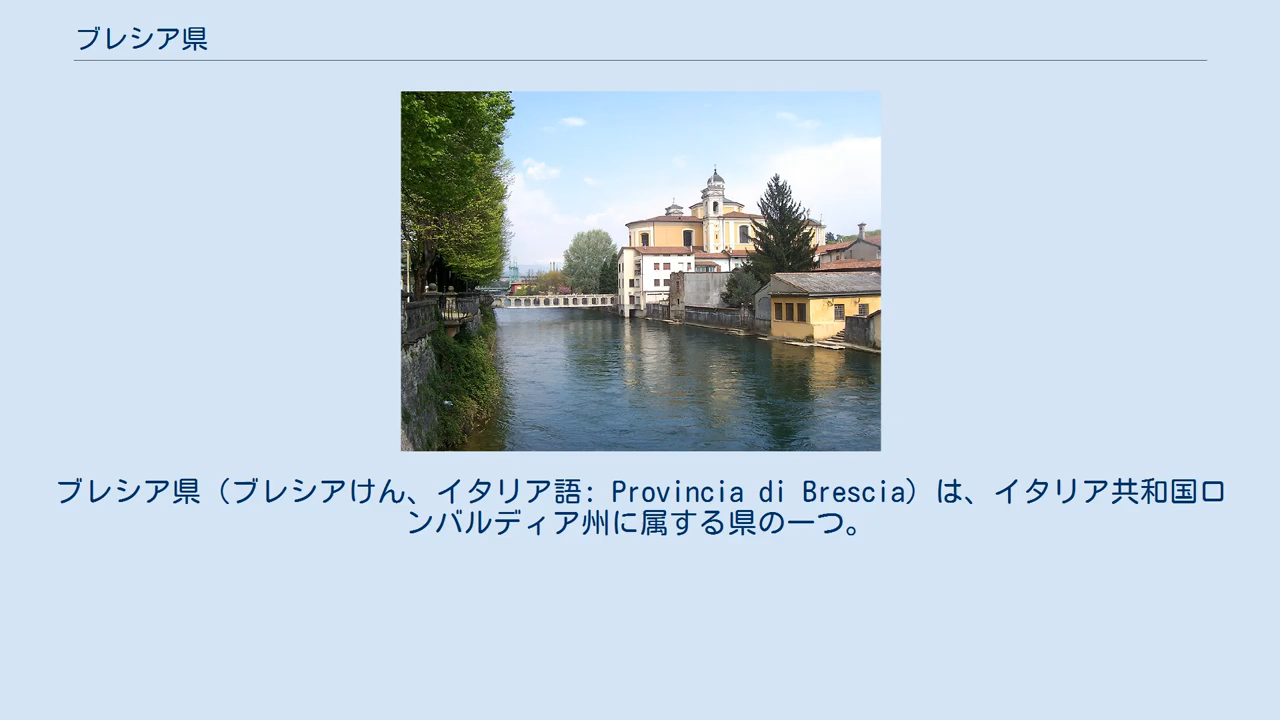 ブレシア県
ブレシア県（ブレシアけん、イタリア語: Provincia di Brescia）は、イタリア共和国ロ
ンバルディア州に属する県の一つ。